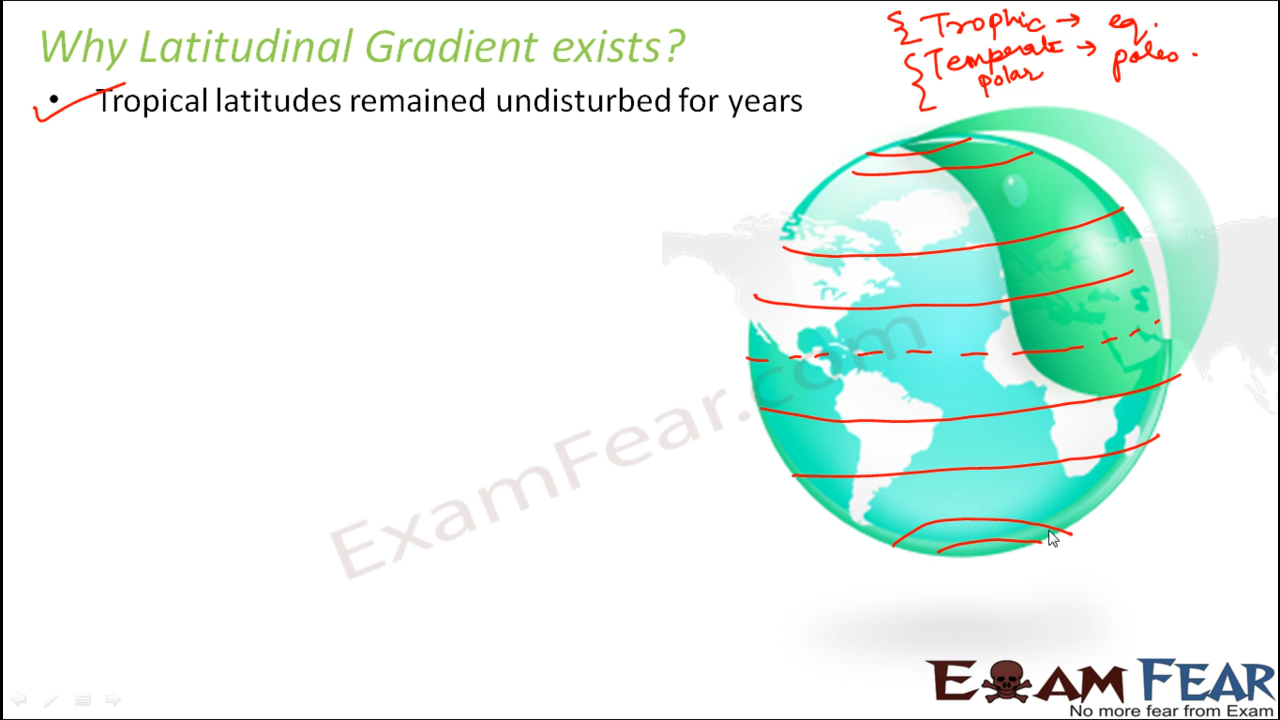 Why Latitudinal Gradient exists?
• Tropical latitudes remained undisturbed for years
{ Trophic → eq.
{ Temperate → poles.
polar
ExamFear.com
EXAM FEAR
No more fear from Exam